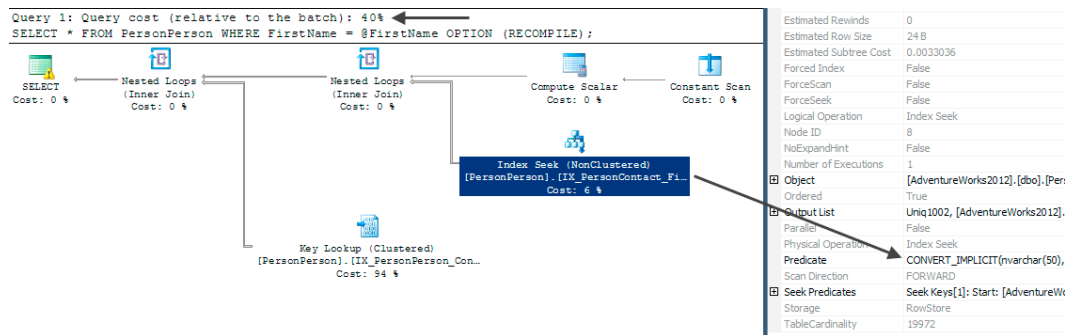 Query 1: Query cost (relative to the batch): 40%
SELECT * FROM PersonPerson WHERE FirstName = @FirstName OPTION (RECOMPILE);
SELECT
Cost: 0 %
Nested Loops
(Inner Join)
Cost: 0 %
Nested Loops
(Inner Join)
Cost: 0 %
Compute Scalar
Cost: 0 %
Constant Scan
Cost: 0 %
Index Seek (NonClustered)
[PersonPerson].[IX_PersonContact_Fi…
Cost: 6 %
Key Lookup (Clustered)
[PersonPerson].[IX_PersonPerson_Con…
Cost: 94 %
Estimated Rewinds 0
Estimated Row Size 24 B
Estimated Subtree Cost 0.0033036
Forced Index False
ForceScan False
ForceSeek False
Logical Operation Index Seek
Node ID 8
NoExpandHint False
Number of Executions 1
Object [AdventureWorks2012].[dbo].[Per
Ordered True
Output List Uniq1002, [AdventureWorks2012].
Parallel False
Physical Operation Index Seek
Predicate CONVERT_IMPLICIT(nvarchar(50),
Scan Direction FORWARD
Seek Predicates Seek Keys[1]: Start: [AdventureWo
Storage RowStore
TableCardinality 19972